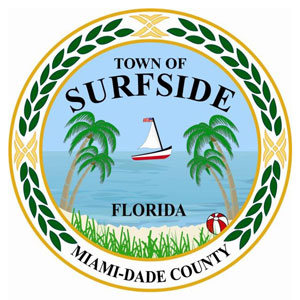 TOWN OF
SURFSIDE
FLORIDA
MIAMI-DADE COUNTY